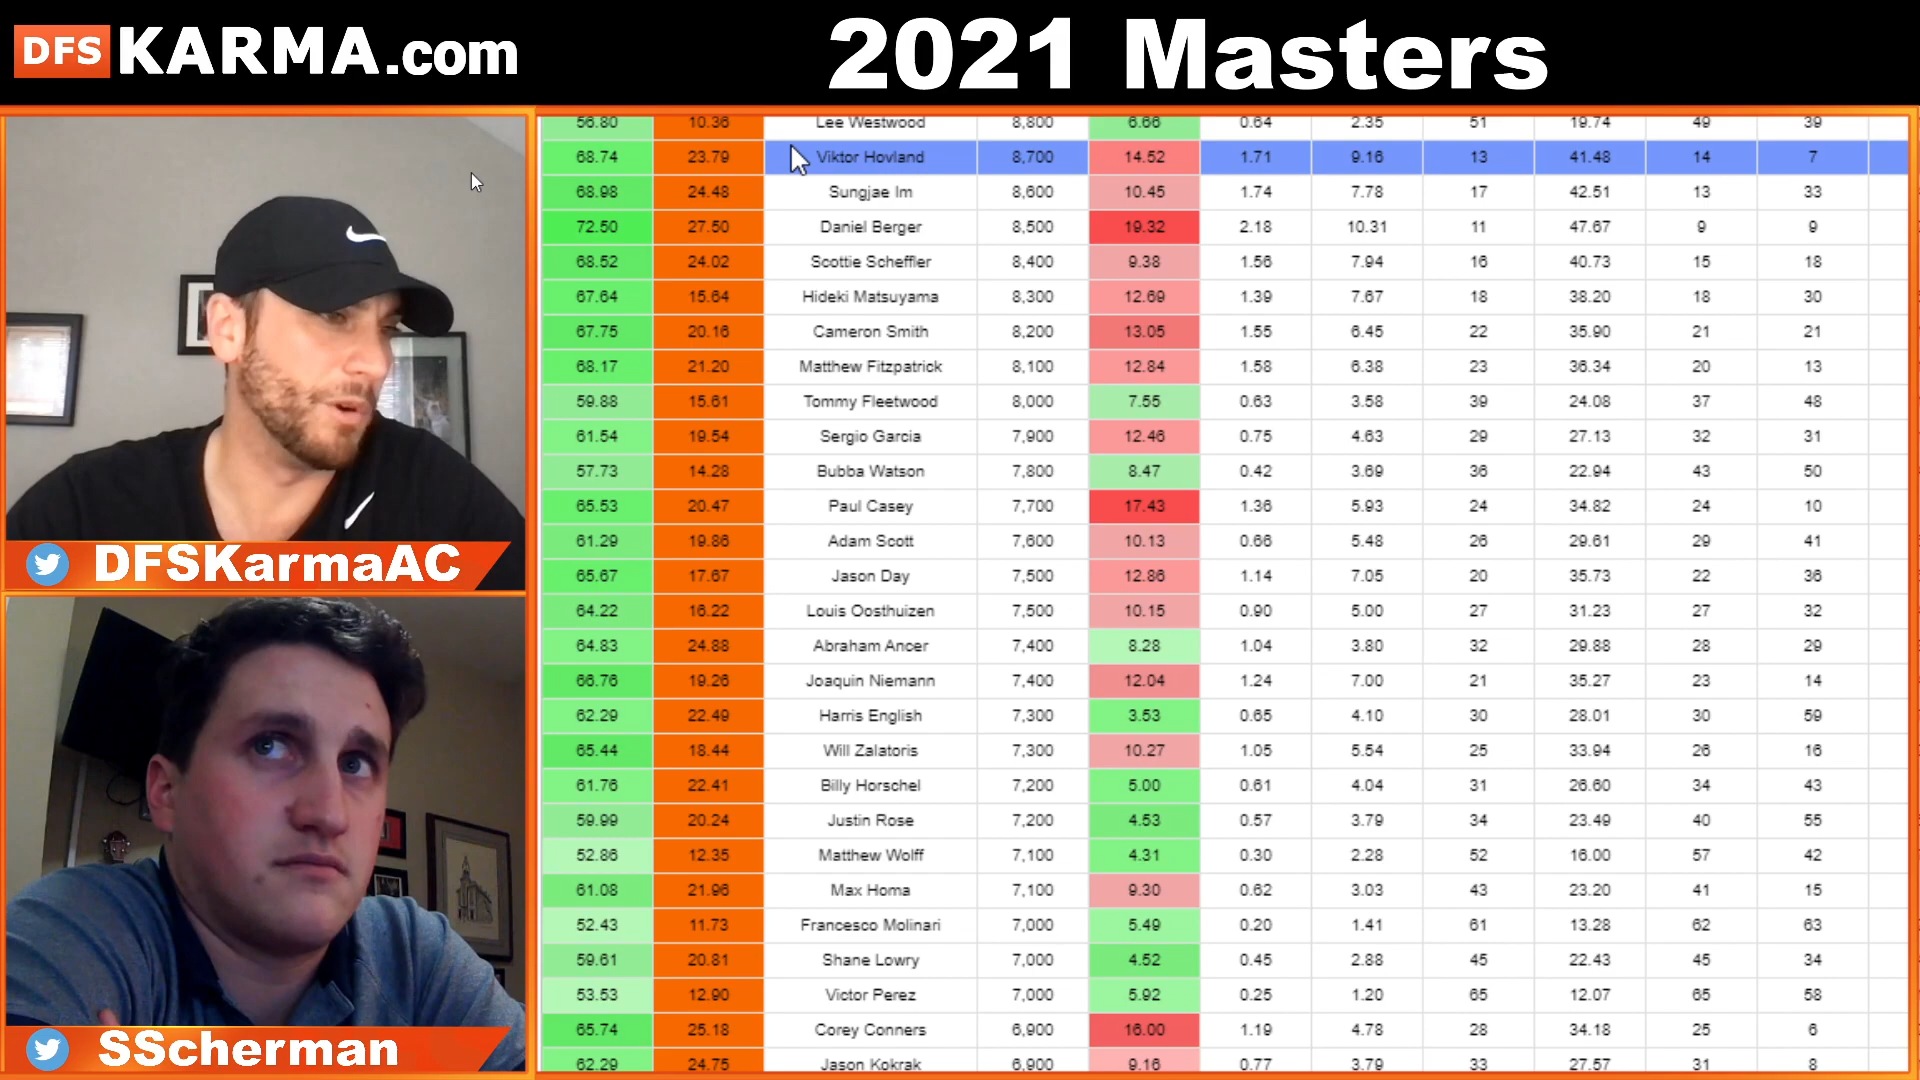 DFS KARMA.com
2021 Masters
56.80 10.36 Lee Westwood 8,800 6.66 0.64 2.35 51 19.74 49 39
68.74 23.79 Viktor Hovland 8,700 14.52 1.71 9.16 13 41.48 14 7
68.98 24.48 Sungjae Im 8,600 10.45 1.74 7.78 17 42.51 13 33
72.50 27.50 Daniel Berger 8,500 19.32 2.18 10.31 11 47.67 9 9
68.52 24.02 Scottie Scheffler 8,400 9.38 1.56 7.94 16 40.73 15 18
67.64 15.64 Hideki Matsuyama 8,300 12.69 1.39 7.67 18 38.20 18 30
67.75 20.16 Cameron Smith 8,200 13.05 1.55 6.45 22 35.90 21 21
68.17 21.20 Matthew Fitzpatrick 8,100 12.84 1.58 6.38 23 36.34 20 13
59.88 15.61 Tommy Fleetwood 8,000 7.55 0.63 3.58 39 24.08 37 48
61.54 19.54 Sergio Garcia 7,900 12.46 0.75 4.63 29 27.13 32 31
57.73 14.28 Bubba Watson 7,800 8.47 0.42 3.69 36 22.94 43 50
65.53 20.47 Paul Casey 7,700 17.43 1.36 5.93 24 34.82 24 10
61.29 19.86 Adam Scott 7,600 10.13 0.66 5.48 26 29.61 29 41
65.67 17.67 Jason Day 7,500 12.86 1.14 7.05 20 35.73 22 36
64.22 16.22 Louis Oosthuizen 7,500 10.15 0.90 5.00 27 31.23 27 32
64.83 24.88 Abraham Ancer 7,400 8.28 1.04 3.80 32 29.88 28 29
66.76 19.26 Joaquin Niemann 7,400 12.04 1.24 7.00 21 35.27 23 14
62.29 22.49 Harris English 7,300 3.53 0.65 4.10 30 28.01 30 59
65.44 18.44 Will Zalatoris 7,300 10.27 1.05 5.54 25 33.94 26 16
61.76 22.41 Billy Horschel 7,200 5.00 0.61 4.04 31 26.60 34 43
59.99 20.24 Justin Rose 7,200 4.53 0.57 3.79 34 23.49 40 55
52.86 12.35 Matthew Wolff 7,100 4.31 0.30 2.28 52 16.00 57 42
61.08 21.96 Max Homa 7,100 9.30 0.62 3.03 43 23.20 41 15
52.43 11.73 Francesco Molinari 7,000 5.49 0.20 1.41 61 13.28 62 63
59.61 20.81 Shane Lowry 7,000 4.52 0.45 2.88 45 22.43 45 34
53.53 12.90 Victor Perez 7,000 5.92 0.25 1.20 65 12.07 65 58
65.74 25.18 Corey Conners 6,900 16.00 1.19 4.78 28 34.18 25 6
62.29 24.75 Jason Kokrak 6,900 9.16 0.77 3.79 33 27.57 31 8
DFSKarmaAC
SScherman